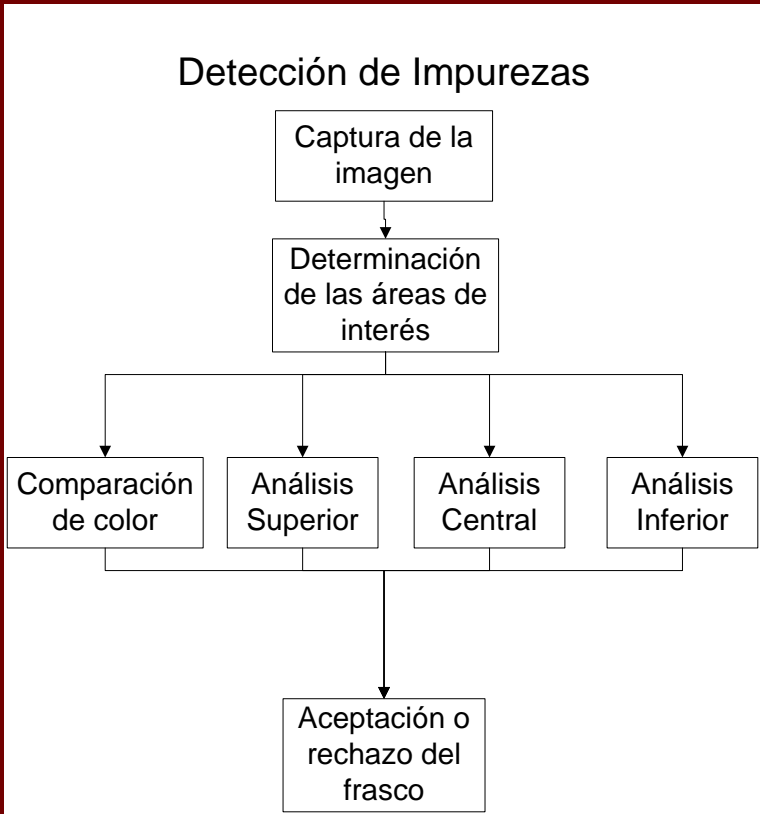 Detección de Impurezas
Captura de la
imagen
Determinación
de las áreas de
interés
Comparación
de color
Análisis
Superior
Análisis
Central
Análisis
Inferior
Aceptación o
rechazo del
frasco